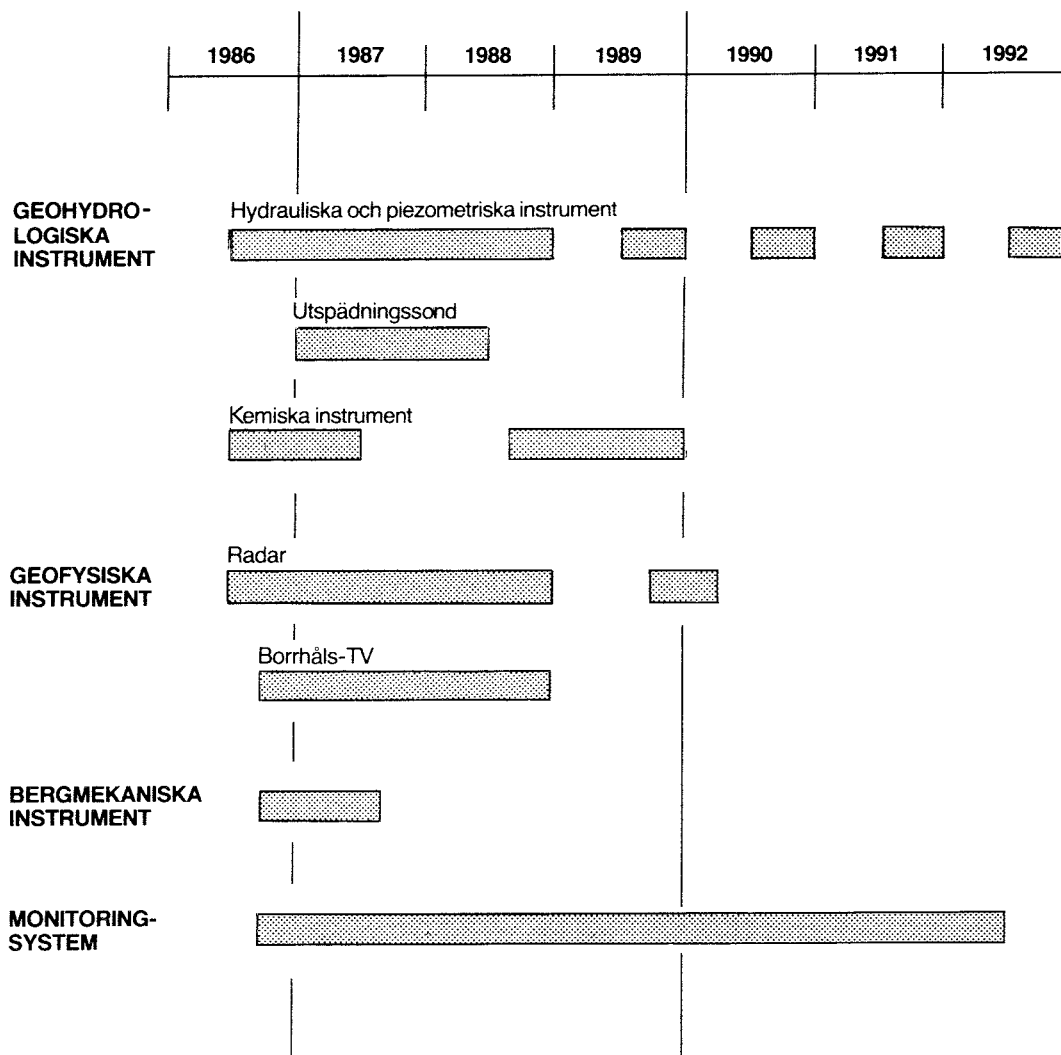 1986 1987 1988 1989 1990 1991 1992
GEOHYDRO-
LOGISKA
INSTRUMENT
Hydrauliska och piezometriska instrument
Utspädningssond
Kemiska instrument
GEOFYSISKA
INSTRUMENT
Radar
Borrhåls-TV
BERGMEKANISKA
INSTRUMENT
MONITORING-
SYSTEM